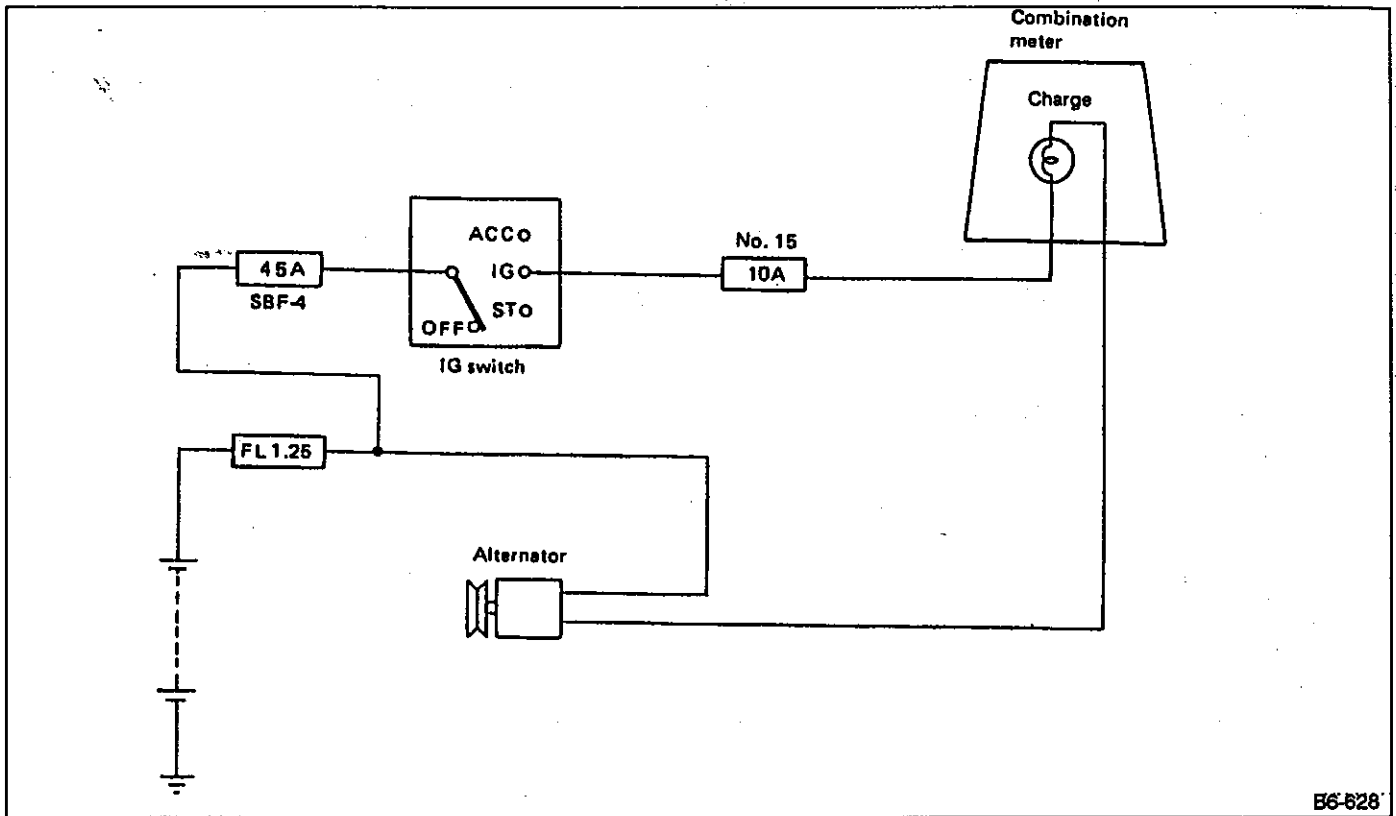 Combination
meter
Charge
ACC
No. 15
45A
IG
10A
SBF-4
ST
OFF
IG switch
FL 1.25
Alternator
B6-628